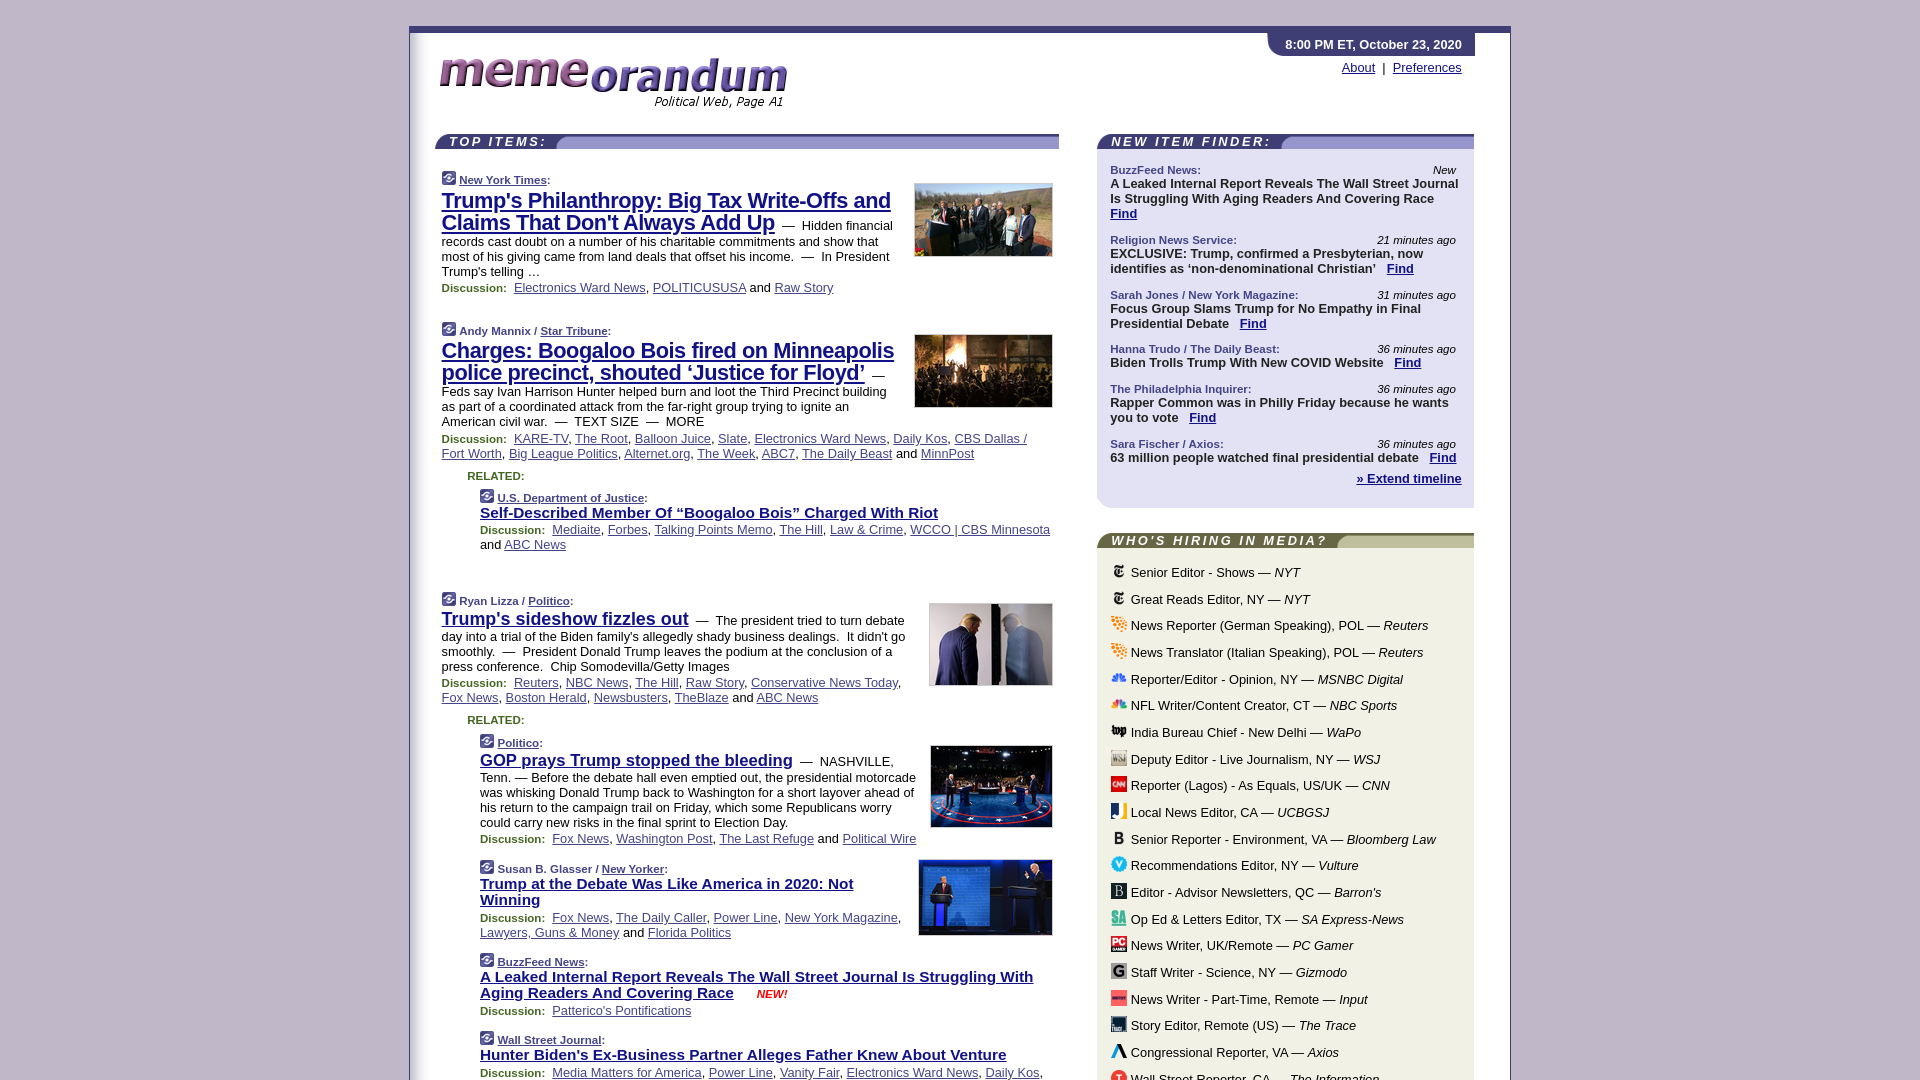 8:00 PM ET, October 23, 2020
memeorandum
About | Preferences
Political Web, Page A1
TOP ITEMS:
New York Times:
Trump's Philanthropy: Big Tax Write-Offs and
Claims That Don't Always Add Up — Hidden financial
records cast doubt on a number of his charitable commitments and show that
most of his giving came from land deals that offset his income. — In President
Trump's telling …
Discussion: Electronics Ward News, POLITICUSUSA and Raw Story
Andy Mannix / Star Tribune:
Charges: Boogaloo Bois fired on Minneapolis
police precinct, shouted ‘Justice for Floyd’ —
Feds say Ivan Harrison Hunter helped burn and loot the Third Precinct building
as part of a coordinated attack from the far-right group trying to ignite an
American civil war. — TEXT SIZE — MORE
Discussion: KARE-TV, The Root, Balloon Juice, Slate, Electronics Ward News, Daily Kos, CBS Dallas /
Fort Worth, Big League Politics, Alternet.org, The Week, ABC7, The Daily Beast and MinnPost
RELATED:
U.S. Department of Justice:
Self-Described Member Of “Boogaloo Bois” Charged With Riot
Discussion: Mediaite, Forbes, Talking Points Memo, The Hill, Law & Crime, WCCO | CBS Minnesota
and ABC News
Ryan Lizza / Politico:
Trump's sideshow fizzles out — The president tried to turn debate
day into a trial of the Biden family's allegedly shady business dealings. It didn't go
smoothly. — President Donald Trump leaves the podium at the conclusion of a
press conference. Chip Somodevilla/Getty Images
Discussion: Reuters, NBC News, The Hill, Raw Story, Conservative News Today,
Fox News, Boston Herald, Newsbusters, TheBlaze and ABC News
RELATED:
Politico:
GOP prays Trump stopped the bleeding — NASHVILLE,
Tenn. — Before the debate hall even emptied out, the presidential motorcade
was whisking Donald Trump back to Washington for a short layover ahead of
his return to the campaign trail on Friday, which some Republicans worry
could carry new risks in the final sprint to Election Day.
Discussion: Fox News, Washington Post, The Last Refuge and Political Wire
Susan B. Glasser / New Yorker:
Trump at the Debate Was Like America in 2020: Not
Winning
Discussion: Fox News, The Daily Caller, Power Line, New York Magazine,
Lawyers, Guns & Money and Florida Politics
BuzzFeed News:
A Leaked Internal Report Reveals The Wall Street Journal Is Struggling With
Aging Readers And Covering Race NEW!
Discussion: Patterico's Pontifications
Wall Street Journal:
Hunter Biden's Ex-Business Partner Alleges Father Knew About Venture
Discussion: Media Matters for America, Power Line, Vanity Fair, Electronics Ward News, Daily Kos,
NEW ITEM FINDER:
BuzzFeed News: New
A Leaked Internal Report Reveals The Wall Street Journal
Is Struggling With Aging Readers And Covering Race
Find
Religion News Service: 21 minutes ago
EXCLUSIVE: Trump, confirmed a Presbyterian, now
identifies as ‘non-denominational Christian’ Find
Sarah Jones / New York Magazine: 31 minutes ago
Focus Group Slams Trump for No Empathy in Final
Presidential Debate Find
Hanna Trudo / The Daily Beast: 36 minutes ago
Biden Trolls Trump With New COVID Website Find
The Philadelphia Inquirer: 36 minutes ago
Rapper Common was in Philly Friday because he wants
you to vote Find
Sara Fischer / Axios: 36 minutes ago
63 million people watched final presidential debate Find
» Extend timeline
WHO'S HIRING IN MEDIA?
Senior Editor - Shows — NYT
Great Reads Editor, NY — NYT
News Reporter (German Speaking), POL — Reuters
News Translator (Italian Speaking), POL — Reuters
Reporter/Editor - Opinion, NY — MSNBC Digital
NFL Writer/Content Creator, CT — NBC Sports
wp India Bureau Chief - New Delhi — WaPo
Deputy Editor - Live Journalism, NY — WSJ
CNN Reporter (Lagos) - As Equals, US/UK — CNN
J Local News Editor, CA — UCBGSJ
B Senior Reporter - Environment, VA — Bloomberg Law
V Recommendations Editor, NY — Vulture
B Editor - Advisor Newsletters, QC — Barron's
SA Op Ed & Letters Editor, TX — SA Express-News
PC GAMER News Writer, UK/Remote — PC Gamer
G Staff Writer - Science, NY — Gizmodo
News Writer - Part-Time, Remote — Input
Story Editor, Remote (US) — The Trace
Congressional Reporter, VA — Axios
Wall Street Reporter, CA — The Information